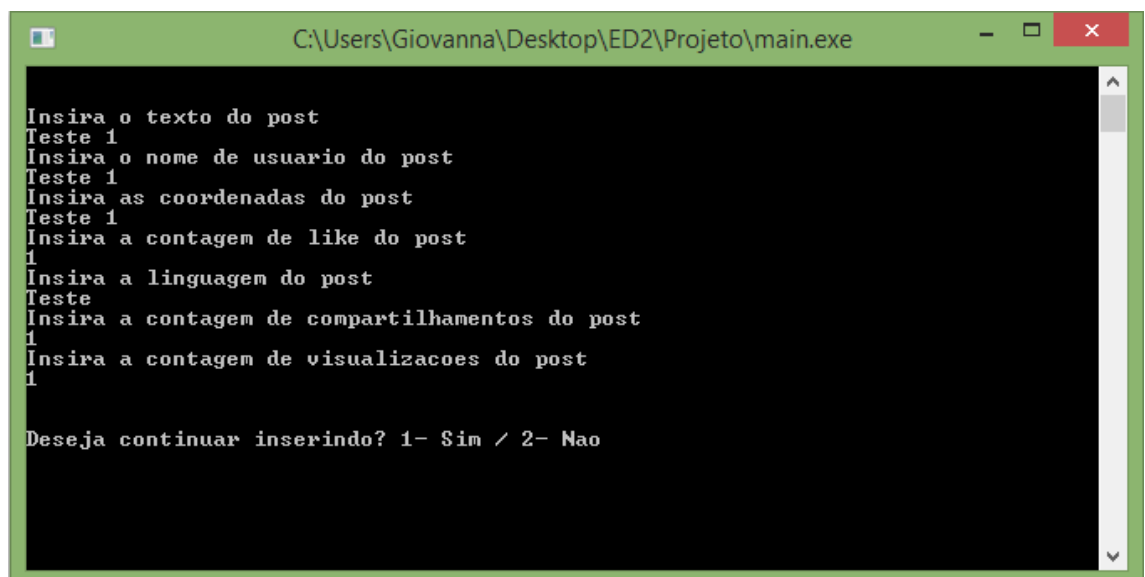 C:\Users\Giovanna\Desktop\ED2\Projeto\main.exe
Insira o texto do post
Teste 1
Insira o nome de usuario do post
Teste 1
Insira as coordenadas do post
Teste 1
Insira a contagem de like do post
1
Insira a linguagem do post
Teste
Insira a contagem de compartilhamentos do post
1
Insira a contagem de visualizacoes do post
1
Deseja continuar inserindo? 1- Sim / 2- Nao